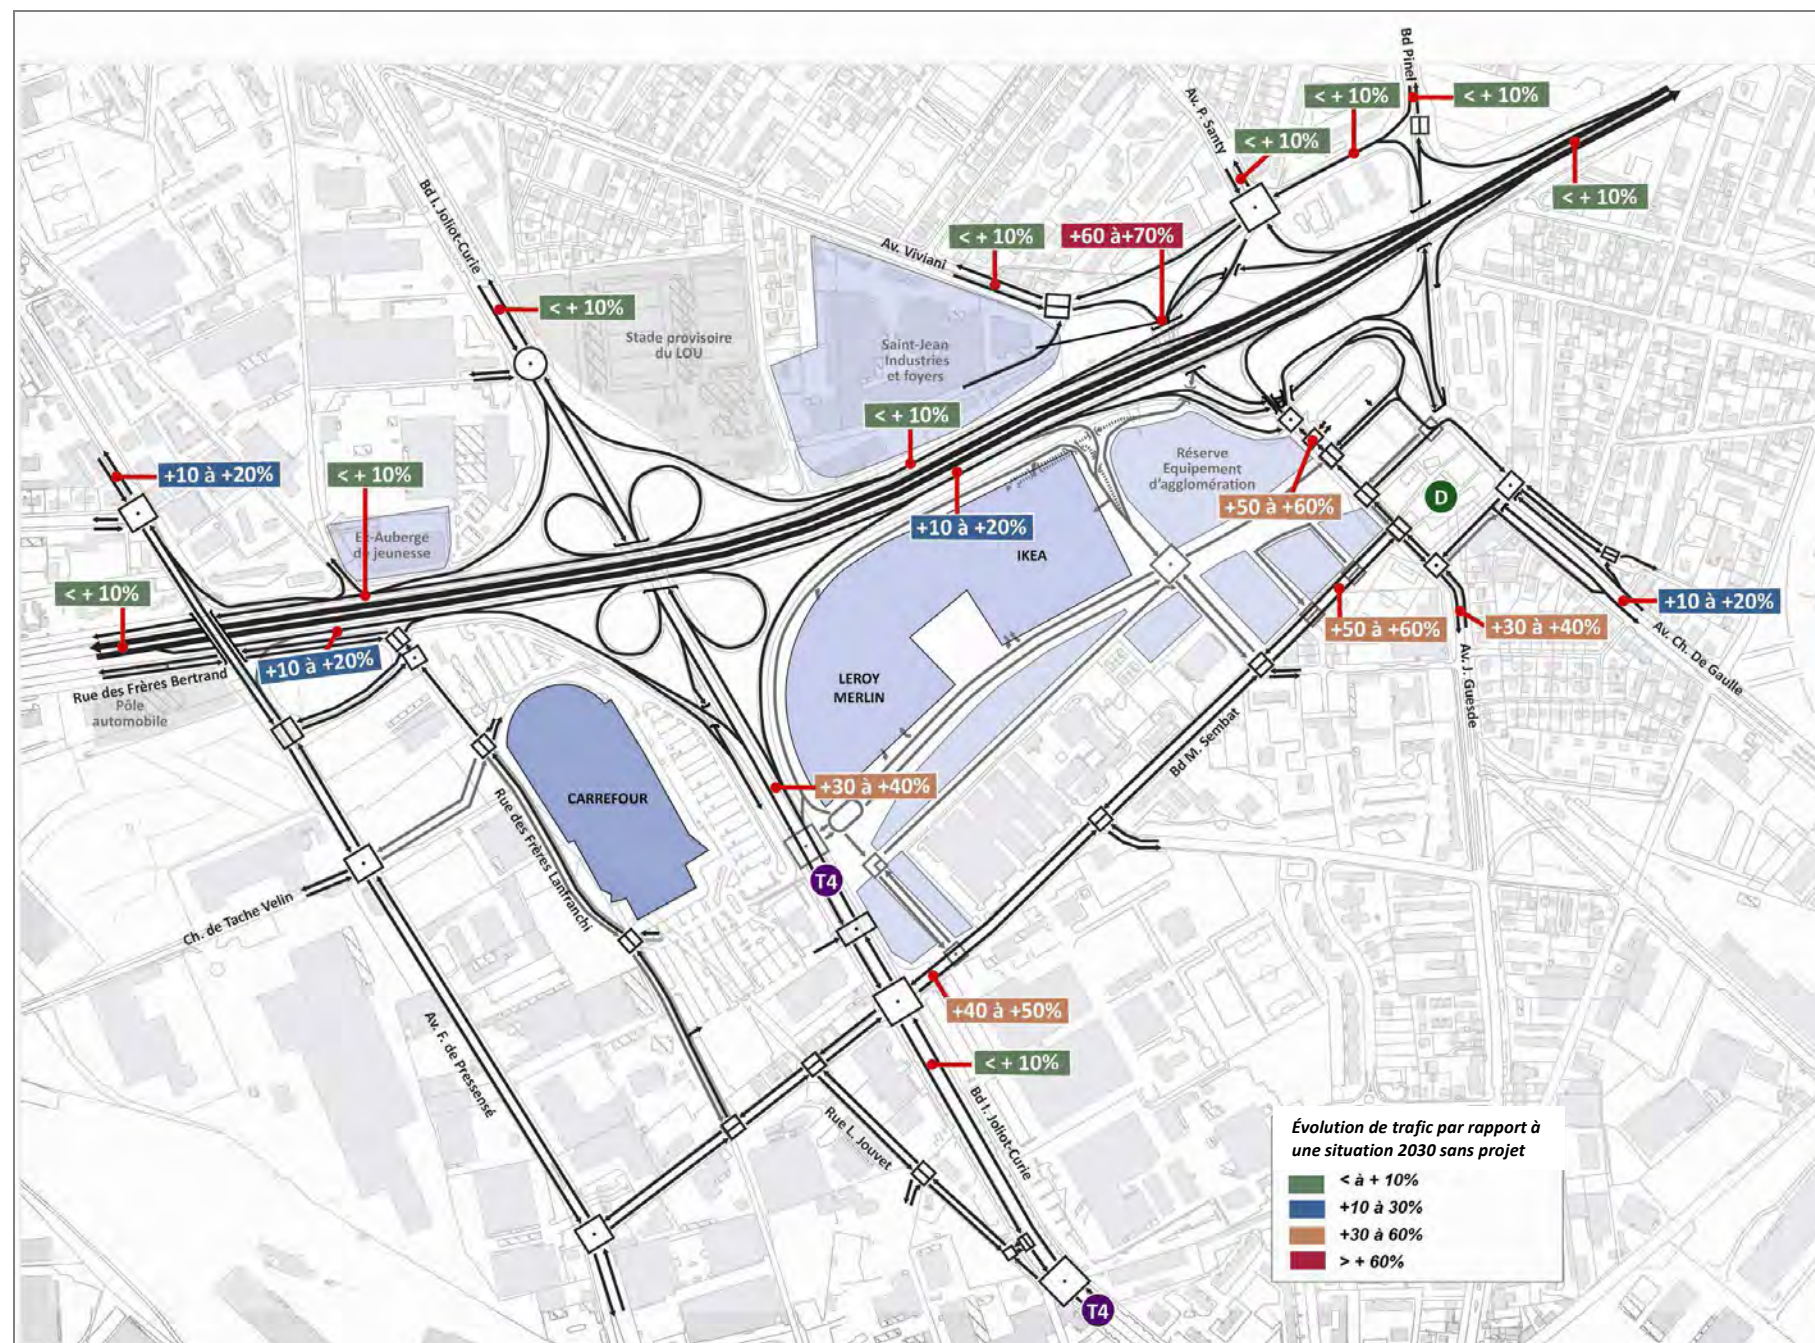 Bd Pinel
< + 10%
< + 10%
Av. P. Santy
< + 10%
< + 10%
Bd I. Joliot-Curie
Av. Viviani
< + 10%
+60 à+70%
< + 10%
Stade provisoire
du LOU
Saint-Jean
Industries
et foyers
< + 10%
+10 à +20%
< + 10%
Réserve
Equipement
d'agglomération
+50 à +60%
D
+10 à +20%
Ex-Auberge
de jeunesse
IKEA
< + 10%
+10 à +20%
+50 à +60%
+30 à +40%
+10 à +20%
Av. Ch. De Gaulle
Rue des Frères Bertrand
Pôle
automobile
LEROY
MERLIN
Av. J. Guesde
Bd M. Sembat
CARREFOUR
+30 à +40%
Rue des Frères Lanfranchi
Ch. de Tache Velin
T4
+40 à +50%
Av. F. de Pressensé
< + 10%
Rue L. Jouvet
Bd I. Joliot-Curie
T4
Évolution de trafic par rapport à
une situation 2030 sans projet
< à + 10%
+10 à 30%
+30 à 60%
> + 60%